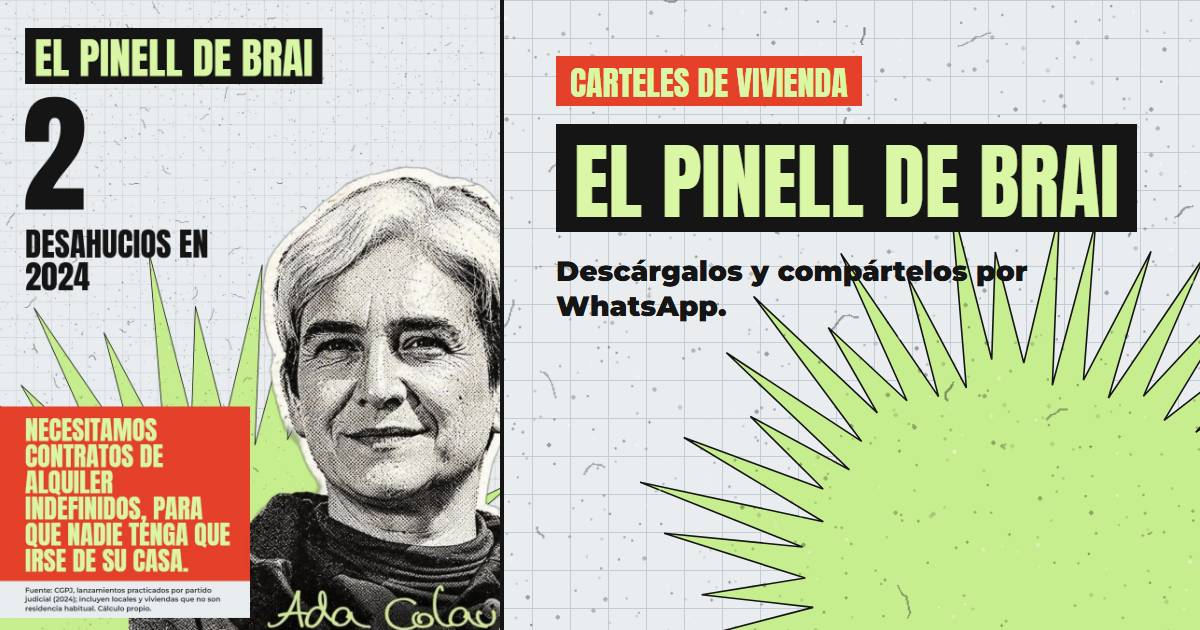 EL PINELL DE BRAI
2
DESAHUCIOS EN
2024
NECESITAMOS
CONTRATOS DE
ALQUILER
INDEFINIDOS, PARA
QUE NADIE TENGA QUE
IRSE DE SU CASA.
Fuente: CGPJ, lanzamientos practicados por partido
judicial (2024); incluyen locales y viviendas que no son
residencia habitual. Cálculo propio.
Ada Colau
CARTELES DE VIVIENDA
EL PINELL DE BRAI
Descárgalos y compártelos por
WhatsApp.